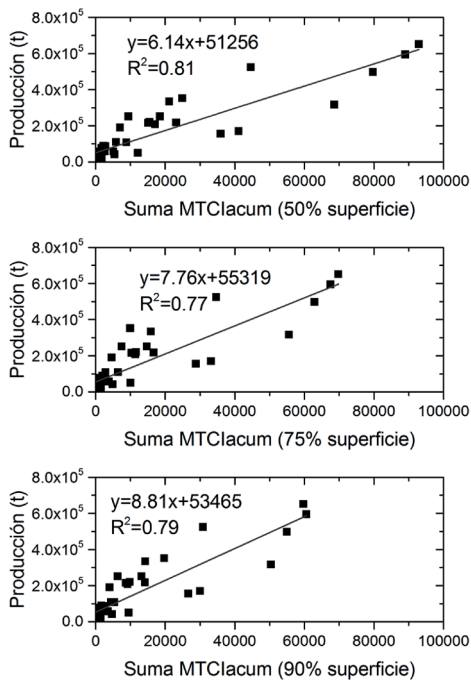 8.0x10⁵
y=6.14x+51256
6.0x10⁵
R²=0.81
4.0x10⁵
2.0x10⁵
0.0
0 20000 40000 60000 80000 100000
Producción (t)
Suma MTCIacum (50% superficie)
8.0x10⁵
y=7.76x+55319
6.0x10⁵
R²=0.77
4.0x10⁵
2.0x10⁵
0.0
0 20000 40000 60000 80000 100000
Producción (t)
Suma MTCIacum (75% superficie)
8.0x10⁵
y=8.81x+53465
6.0x10⁵
R²=0.79
4.0x10⁵
2.0x10⁵
0.0
0 20000 40000 60000 80000 100000
Producción (t)
Suma MTCIacum (90% superficie)